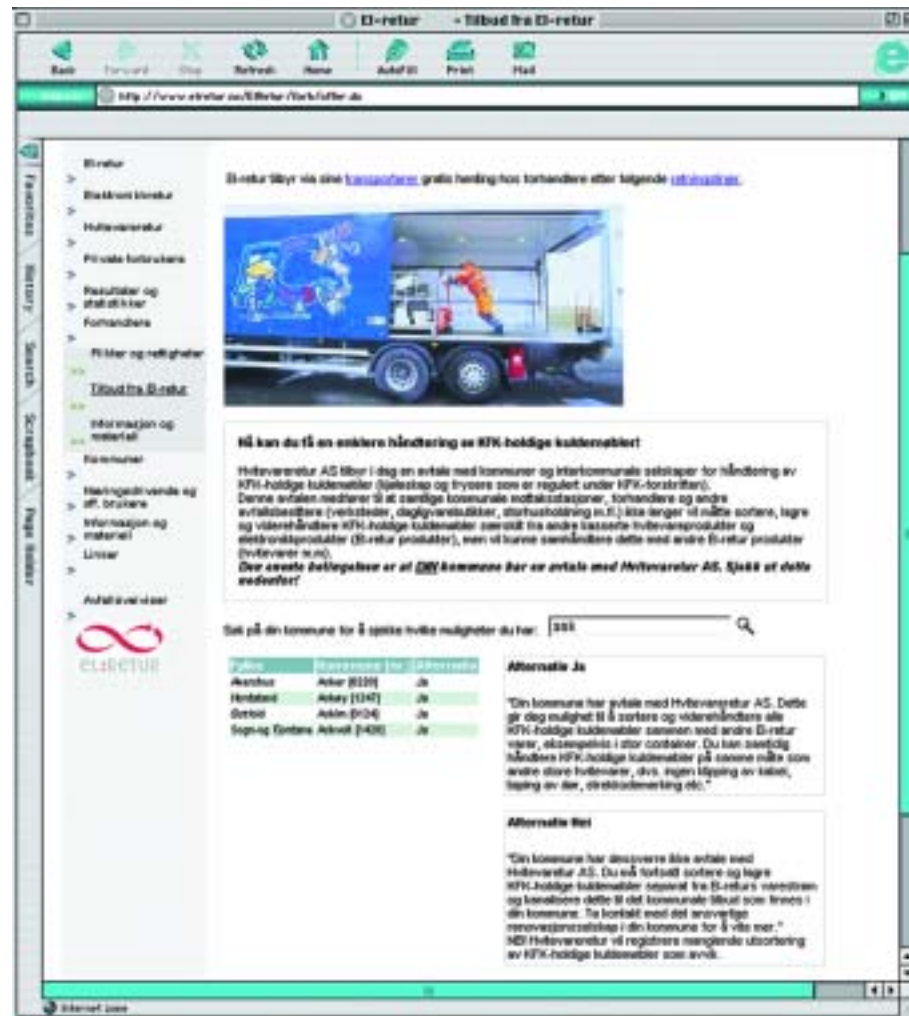 El-retur - Tilbud fra El-retur
Back Forward Stop Refresh Home AutoFill Print Mail
Favorites
History
Search
Scrapbook
Page Holder
El-retur
Elektronikkretur
Hvitevareretur
Private forbrukere
Resultater og
statistikker
Forhandlere
Plikter og rettigheter
Tilbud fra El-retur
Informasjon og
materiell
Kommuner
Næringsdrivende og
off. brukere
Informasjon og
materiell
Linker
Avfallsverviser
ELRETUR
El-retur tilbyr via sine transportører gratis henting hos forhandlere etter følgende retningslinjer.
Nå kan du få en enklere håndtering av KFK-holdige kuldemøbler!
Hvitevareretur AS tilbyr i dag en avtale med kommuner og interkommunale selskaper for håndtering av
KFK-holdige kuldemøbler (kjøleskap og frysere som er regulert under KFK-forskriften).
Denne avtalen medfører til at samtlige kommunale mottaksstasjoner, forhandlere og andre
avfallsbesittere (verksteder, dagligvarebutikker, storhusholdning m.fl.) ikke lenger vil måtte sortere, lagre
og viderehåndtere KFK-holdige kuldemøbler særskilt fra andre kasserte hvitevareprodukter og
elektronikkprodukter (El-retur produkter), men vil kunne samhåndtere dette med andre El-retur produkter
(hvitevarer m.m).
Den eneste betingelsen er at DIN kommune har en avtale med Hvitevareretur AS. Sjekk ut dette
nedenfor!
Søk på din kommune for å sjekke hvilke muligheter du har: ask
Fylke Kommune (nr.) Alternativ
Akershus Asker (0220) Ja
Hordaland Askøy (1247) Ja
Østfold Askim (0124) Ja
Sogn og Fjordane Askvoll (1428) Ja
Alternativ Ja
"Din kommune har avtale med Hvitevareretur AS. Dette
gir deg mulighet til å sortere og viderehåndtere alle
KFK-holdige kuldemøbler sammen med andre El-retur
varer, eksempelvis i stor container. Du kan samtidig
håndtere KFK-holdige kuldemøbler på samme måte som
andre store hvitevarer, dvs. ingen klipping av kabel,
taping av dør, strekkodemerking etc."
Alternativ Nei
"Din kommune har dessverre ikke avtale med
Hvitevareretur AS. Du må fortsatt sortere og lagre
KFK-holdige kuldemøbler separat fra El-returs varestrøm
og kanalisere dette til det kommunale tilbud som finnes i
din kommune. Ta kontakt med det ansvarlige
renovasjonsselskap i din kommune for å vite mer."
NB! Hvitevareretur vil registrere manglende utsortering
av KFK-holdige kuldemøbler som avvik.
Internet zone